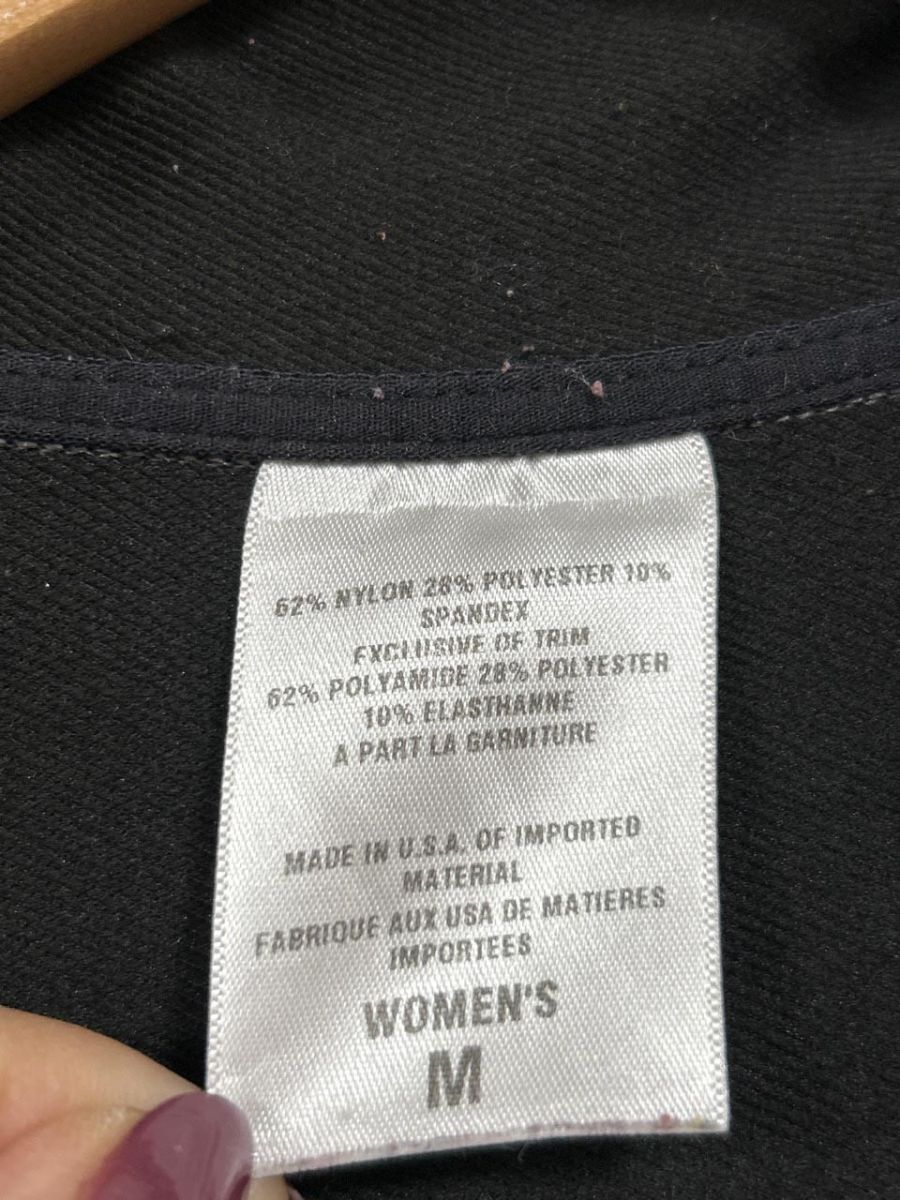 62% NYLON 28% POLYESTER 10%
SPANDEX
EXCLUSIVE OF TRIM
62% POLYAMIDE 28% POLYESTER
10% ELASTHANNE
A PART LA GARNITURE
MADE IN U.S.A. OF IMPORTED
MATERIAL
FABRIQUE AUX USA DE MATIERES
IMPORTEES
WOMEN'S
M